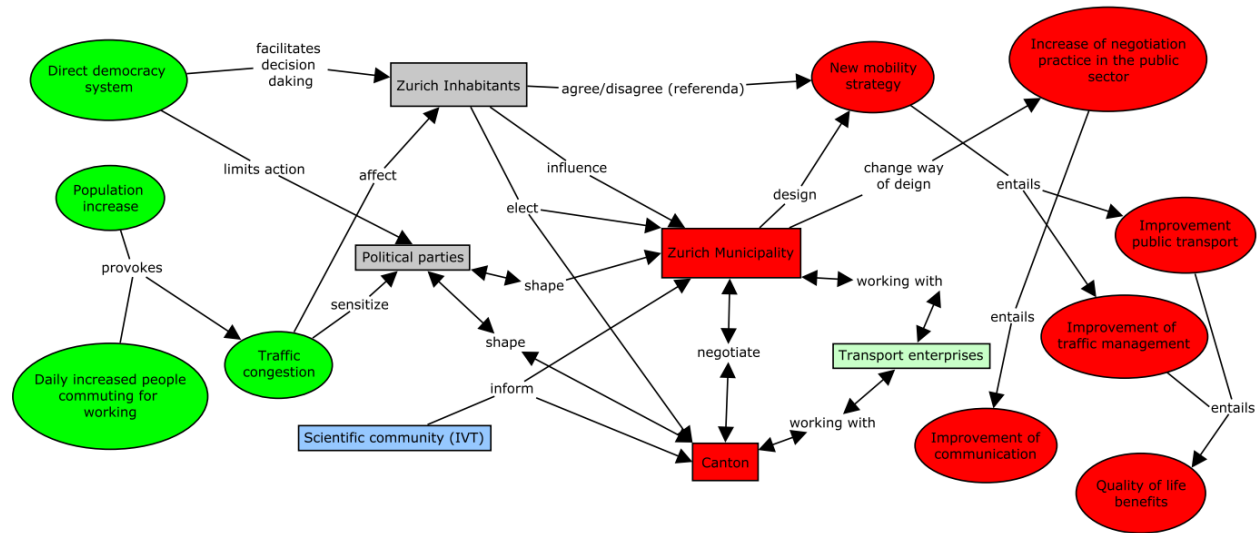 Direct democracy
system
facilitates
decision
daking
Zurich Inhabitants
agree/disagree (referenda)
New mobility
strategy
Increase of negotiation
practice in the public
sector
limits action
affect
influence
elect
design
change way
of deign
entails
Population
increase
provokes
Political parties
sensitize
shape
Zurich Municipality
working with
Improvement
public transport
Traffic
congestion
shape
negotiate
Transport enterprises
entails
Improvement of
traffic management
Daily increased people
commuting for
working
inform
working with
entails
Scientific community (IVT)
Canton
Improvement of
communication
Quality of life
benefits